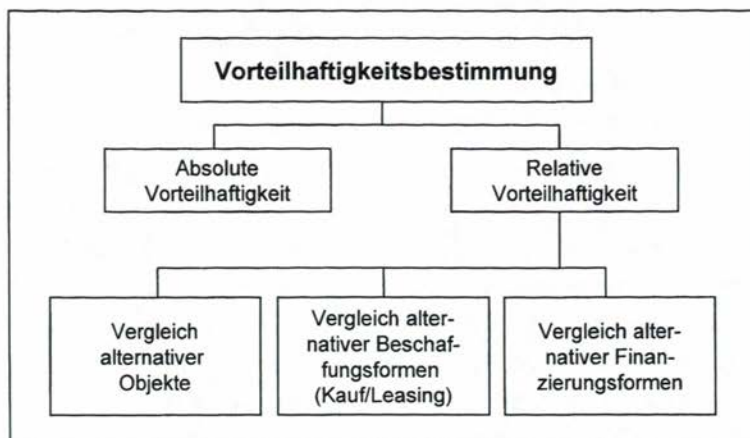 Vorteilhaftigkeitsbestimmung
Absolute
Vorteilhaftigkeit
Relative
Vorteilhaftigkeit
Vergleich
alternativer
Objekte
Vergleich alter-
nativer Beschaf-
fungsformen
(Kauf/Leasing)
Vergleich alter-
nativer Finan-
zierungsformen